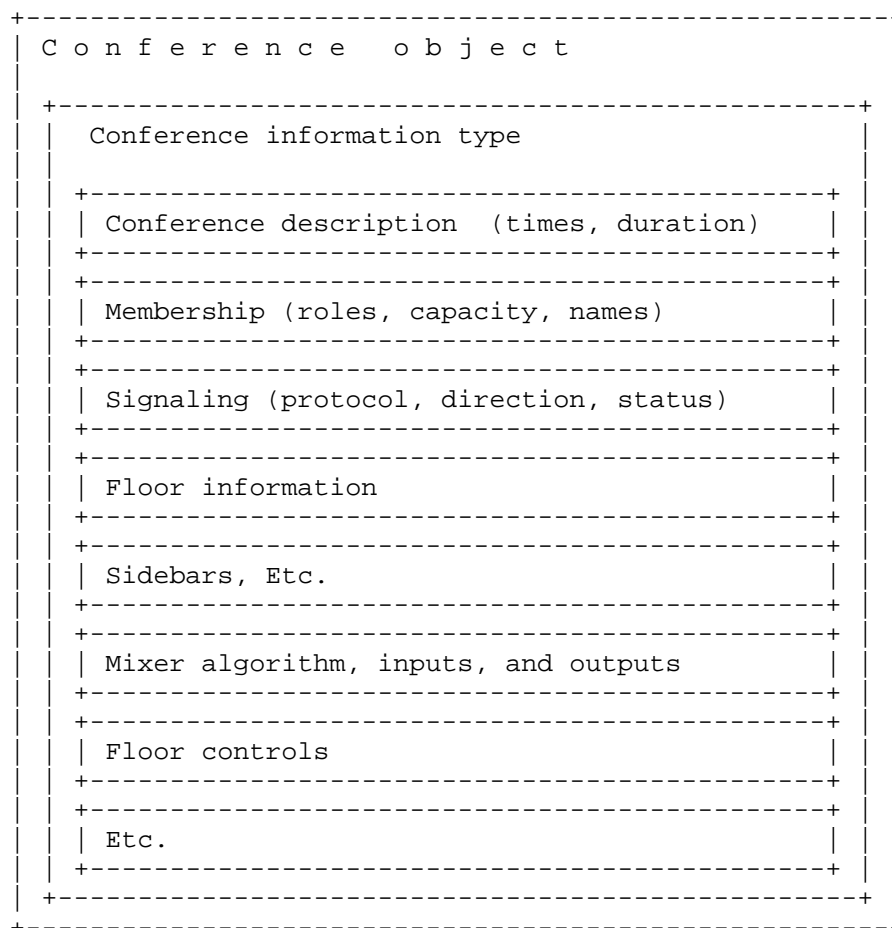 C o n f e r e n c e   o b j e c t
Conference information type
Conference description  (times, duration)
Membership (roles, capacity, names)
Signaling (protocol, direction, status)
Floor information
Sidebars, Etc.
Mixer algorithm, inputs, and outputs
Floor controls
Etc.